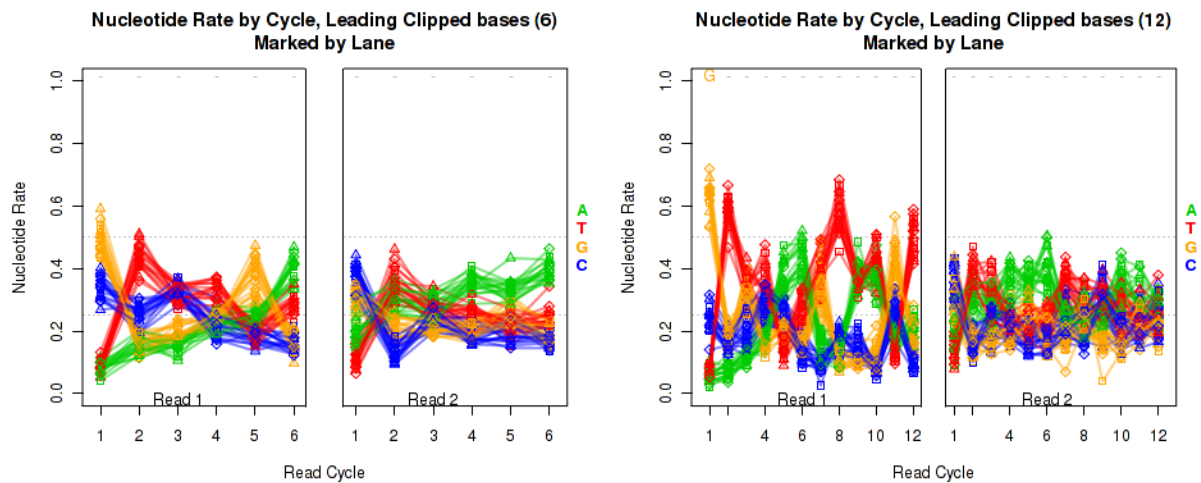 Nucleotide Rate by Cycle, Leading Clipped bases (6)
Marked by Lane
Nucleotide Rate
1.0
0.8
0.6
0.4
0.2
0.0
Read 1
Read 2
1 2 3 4 5 6
1 2 3 4 5 6
Read Cycle
A
T
G
C
Nucleotide Rate by Cycle, Leading Clipped bases (12)
Marked by Lane
Nucleotide Rate
1.0
0.8
0.6
0.4
0.2
0.0
G
Read 1
Read 2
1 4 6 8 10 12
1 4 6 8 10 12
Read Cycle
A
T
G
C